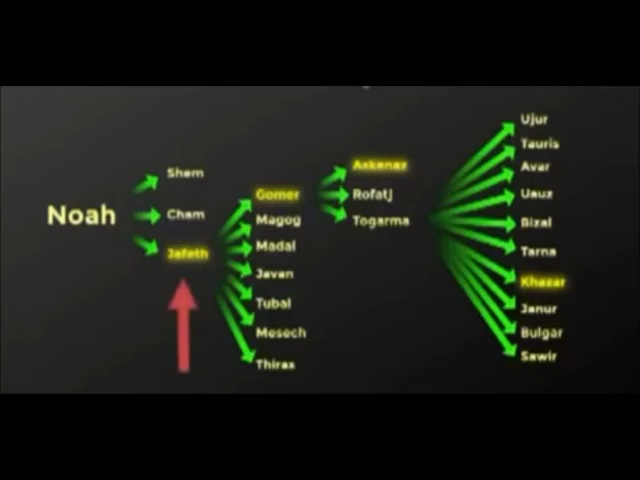 Noah
Shem
Cham
Jafeth
Gomer
Magog
Madai
Javan
Tubal
Mesech
Thiras
Askenaz
Rofatj
Togarma
Ujur
Tauris
Avar
Uauz
Bizal
Tarna
Khazar
Janur
Bulgar
Sawir